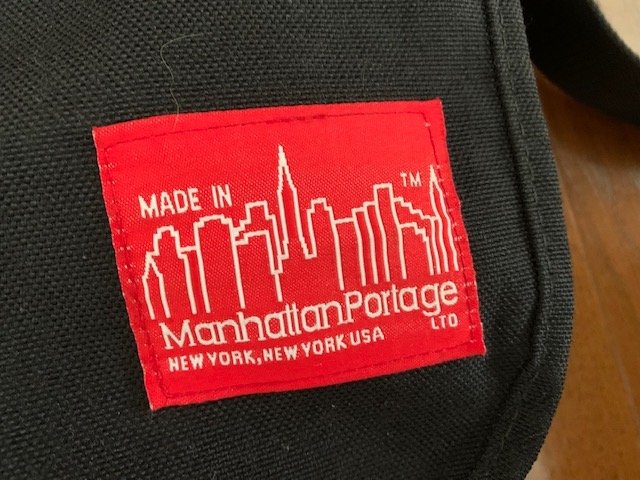 MADE IN
TM
ManhattanPortage
LTD
NEW YORK, NEW YORK USA